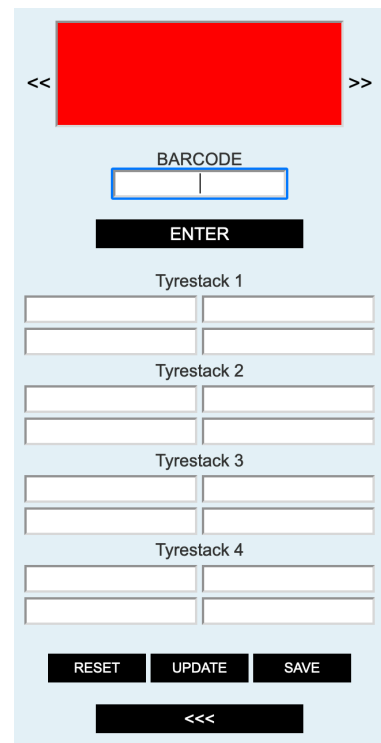 << >>
BARCODE
ENTER
Tyrestack 1
Tyrestack 2
Tyrestack 3
Tyrestack 4
RESET UPDATE SAVE
<<<